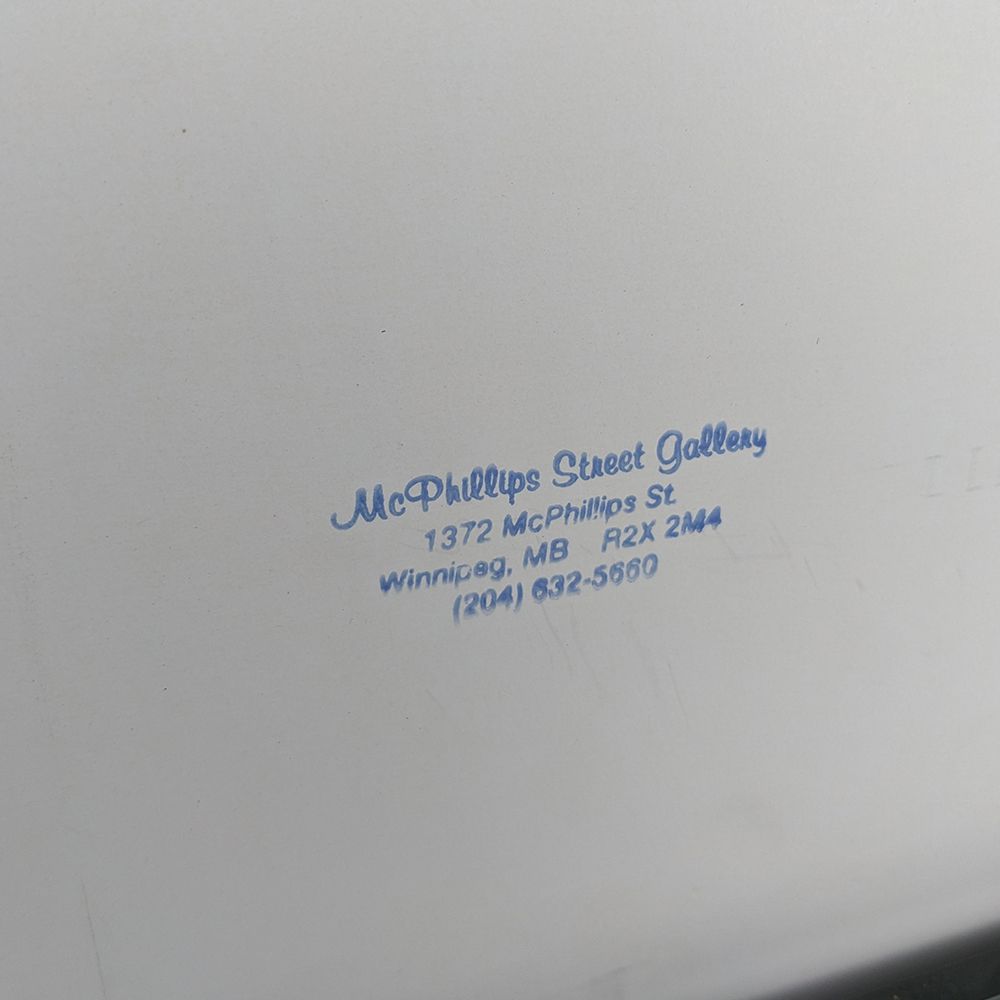 McPhillips Street Gallery
1372 McPhillips St
Winnipeg, MB R2X 2M4
(204) 632-5660